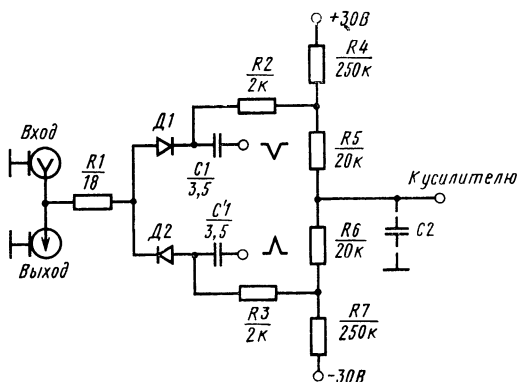 +30В
R4
250к
R2
2к
Д1
Вход
R1
18
C1
3,5
R5
20к
К усилителю
C'1
3,5
Д2
R6
20к
C2
Выход
R3
2к
R7
250к
-30В